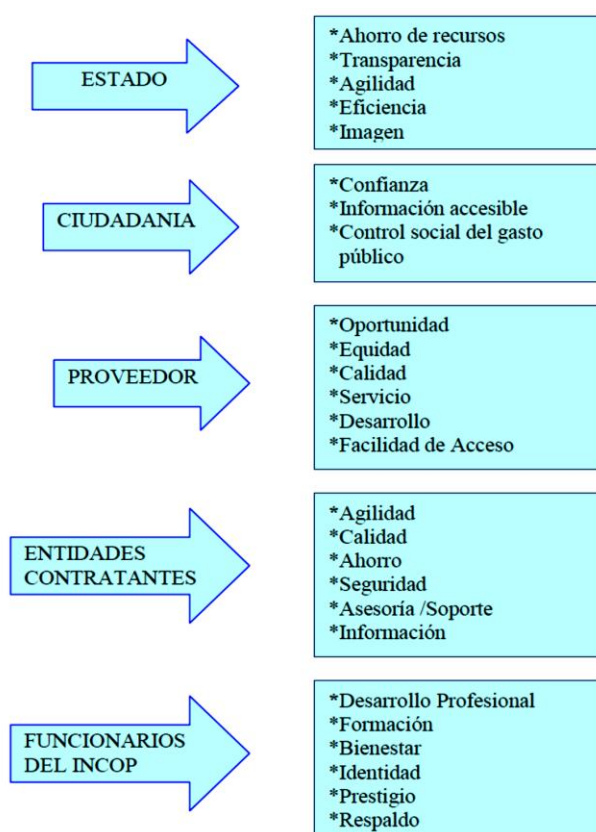 ESTADO
*Ahorro de recursos
*Transparencia
*Agilidad
*Eficiencia
*Imagen
CIUDADANIA
*Confianza
*Información accesible
*Control social del gasto
público
PROVEEDOR
*Oportunidad
*Equidad
*Calidad
*Servicio
*Desarrollo
*Facilidad de Acceso
ENTIDADES
CONTRATANTES
*Agilidad
*Calidad
*Ahorro
*Seguridad
*Asesoría /Soporte
*Información
FUNCIONARIOS
DEL INCOP
*Desarrollo Profesional
*Formación
*Bienestar
*Identidad
*Prestigio
*Respaldo